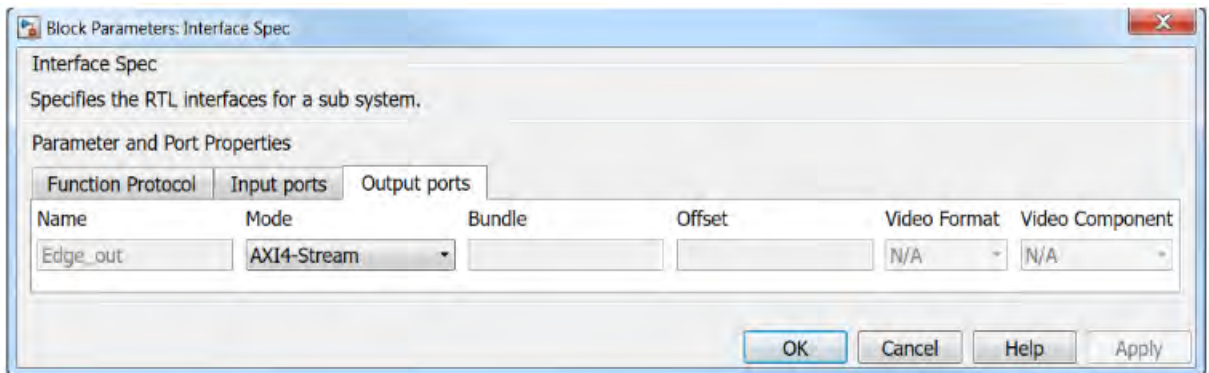 Block Parameters: Interface Spec
Interface Spec
Specifies the RTL interfaces for a sub system.
Parameter and Port Properties
Function Protocol Input ports Output ports
Name Mode Bundle Offset Video Format Video Component
Edge_out AXI4-Stream N/A N/A
OK Cancel Help Apply